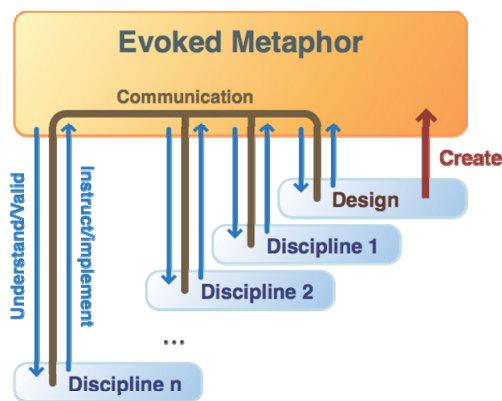 Evoked Metaphor
Communication
Create
Design
Understand/Valid
Instruct/implement
Discipline 1
Discipline 2
...
Discipline n